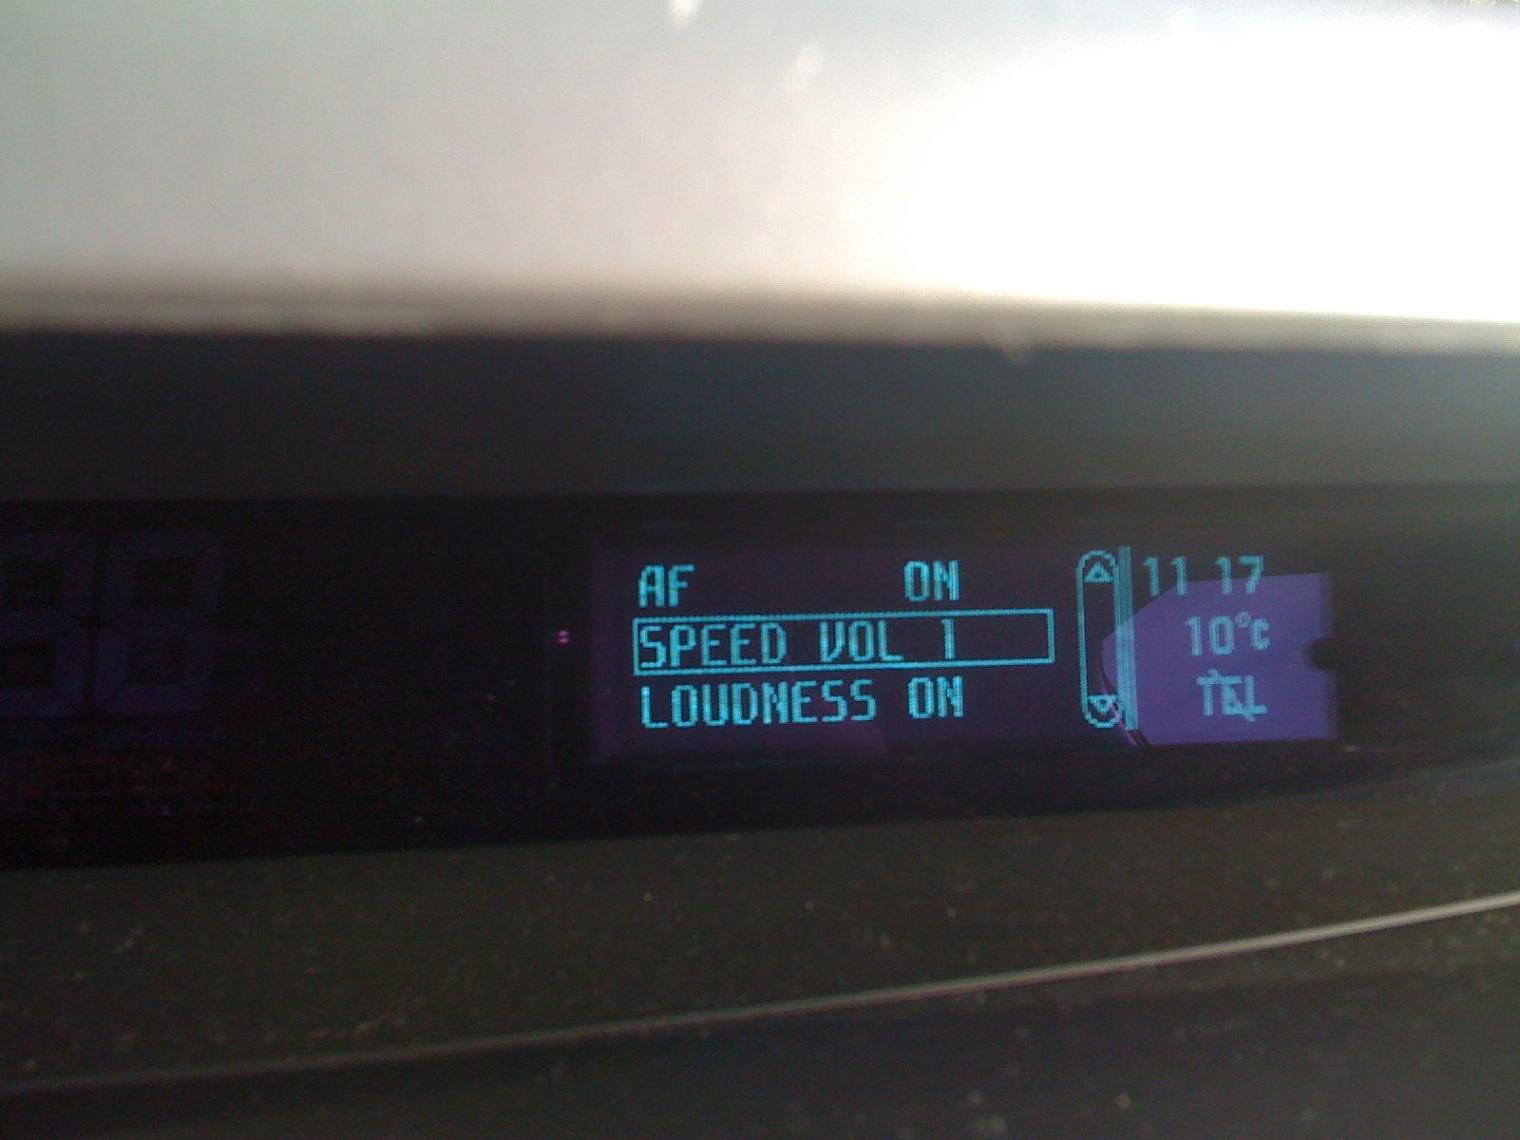 AF ON
SPEED VOL 1
LOUDNESS ON
11 17
10°C
TEL